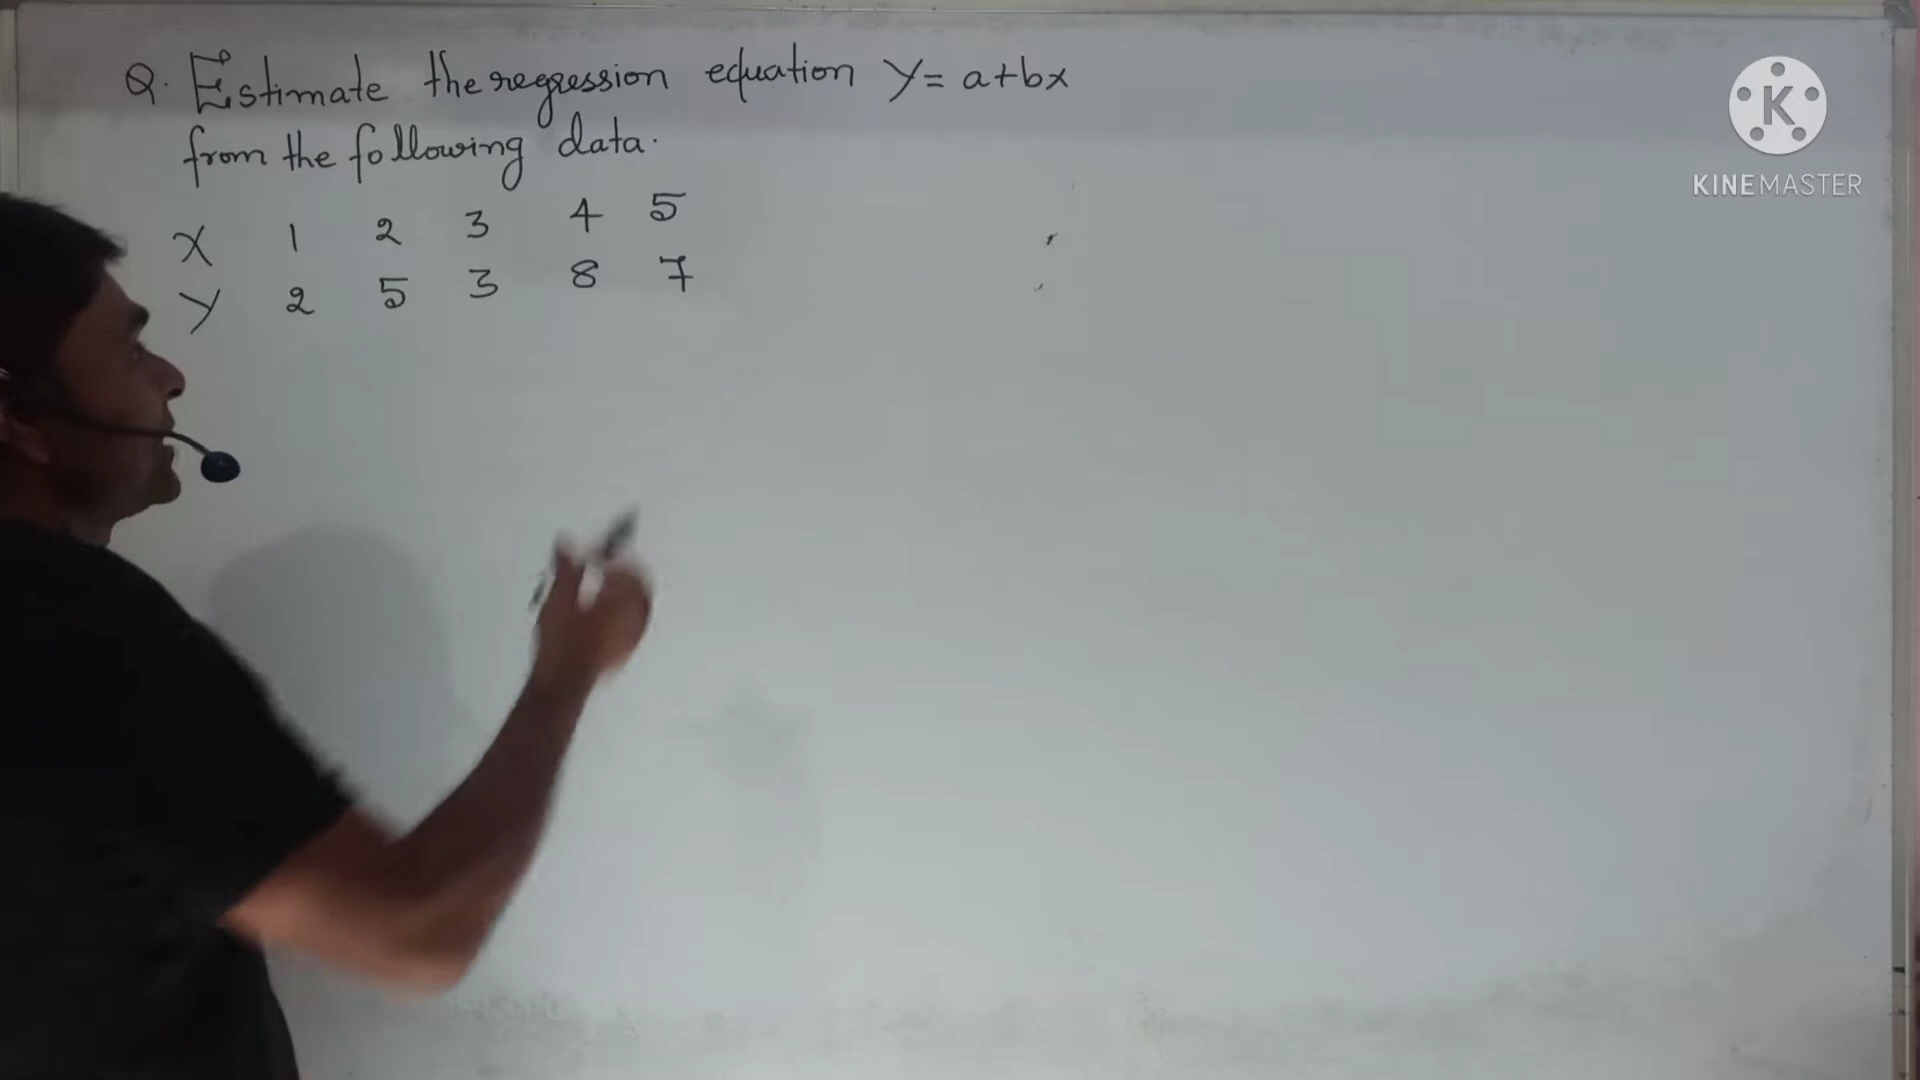 Q. Estimate the regression equation Y = a+bx
from the following data.
X 1 2 3 4 5
Y 2 5 3 8 7
K
KINEMASTER